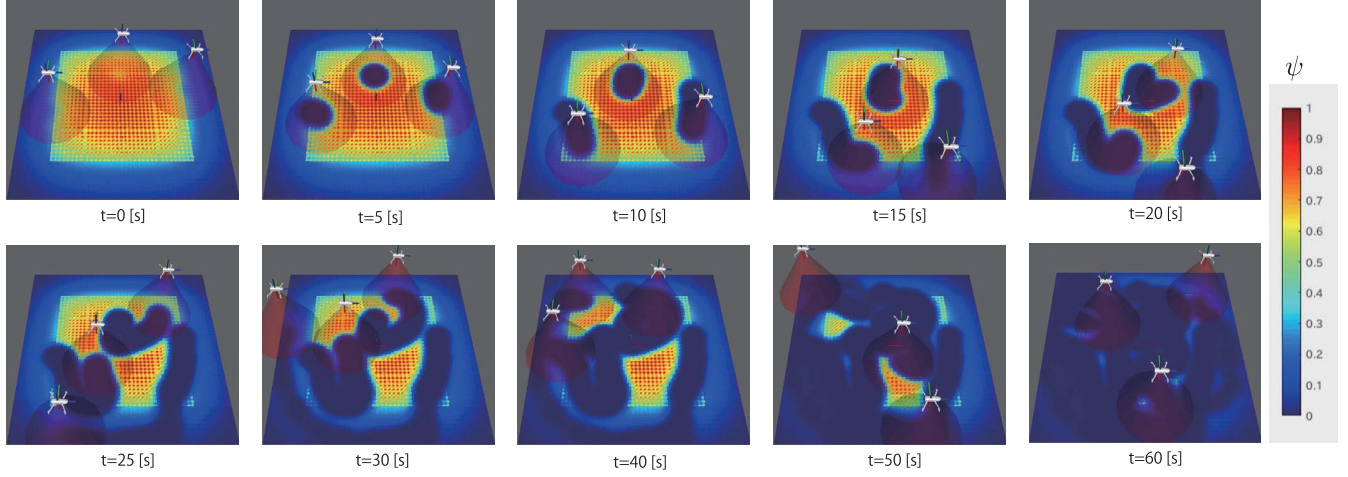 t=0 [s]
t=5 [s]
t=10 [s]
t=15 [s]
t=20 [s]
ψ
1
0.9
0.8
0.7
0.6
0.5
0.4
0.3
0.2
0.1
0
t=25 [s]
t=30 [s]
t=40 [s]
t=50 [s]
t=60 [s]